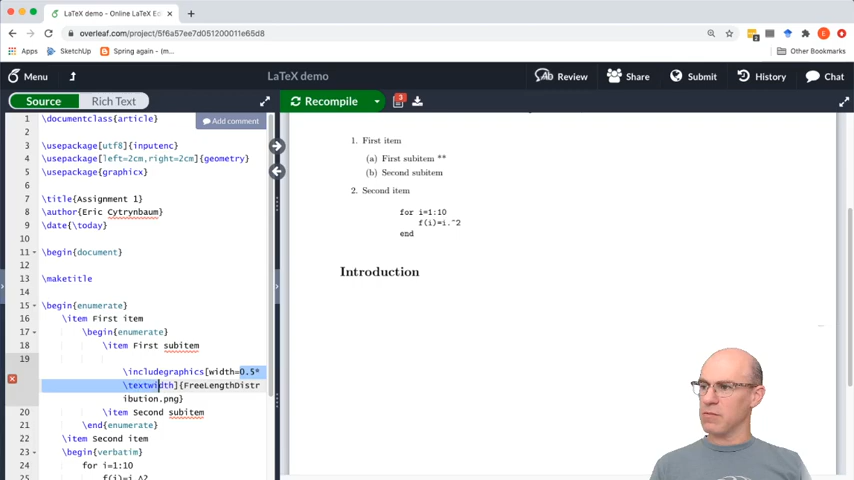 LaTeX demo - Online LaTeX Ed
overleaf.com/project/5f6a57ee7d051200011e65d8
Apps
SketchUp
Spring again - m...
Other Bookmarks
Menu
LaTeX demo
Review
Share
Submit
History
Chat
Source
Rich Text
Recompile
3
Add comment
1 \documentclass{article}
2
3 \usepackage[utf8]{inputenc}
4 \usepackage[left=2cm,right=2cm]{geometry}
5 \usepackage{graphicx}
6
7 \title{Assignment 1}
8 \author{Eric Cytrynbaum}
9 \date{\today}
10
11 \begin{document}
12
13 \maketitle
14
15 \begin{enumerate}
16 \item First item
17 \begin{enumerate}
18 \item First subitem
19
\includegraphics[width=0.5*
\textwidth]{FreeLengthDistr
ibution.png}
20 \item Second subitem
21 \end{enumerate}
22 \item Second item
23 \begin{verbatim}
24 for i=1:10
25 f(i)=i.^2
1. First item
(a) First subitem **
(b) Second subitem
2. Second item
for i=1:10
f(i)=i.^2
end
Introduction